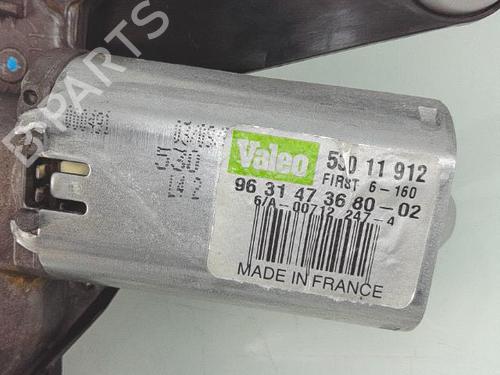 B-PARTS
530
V42
Valeo 530 11 912
FIRST 6-160
96 31 47 36 80-02
6/A-00712 247-4
MADE IN FRANCE